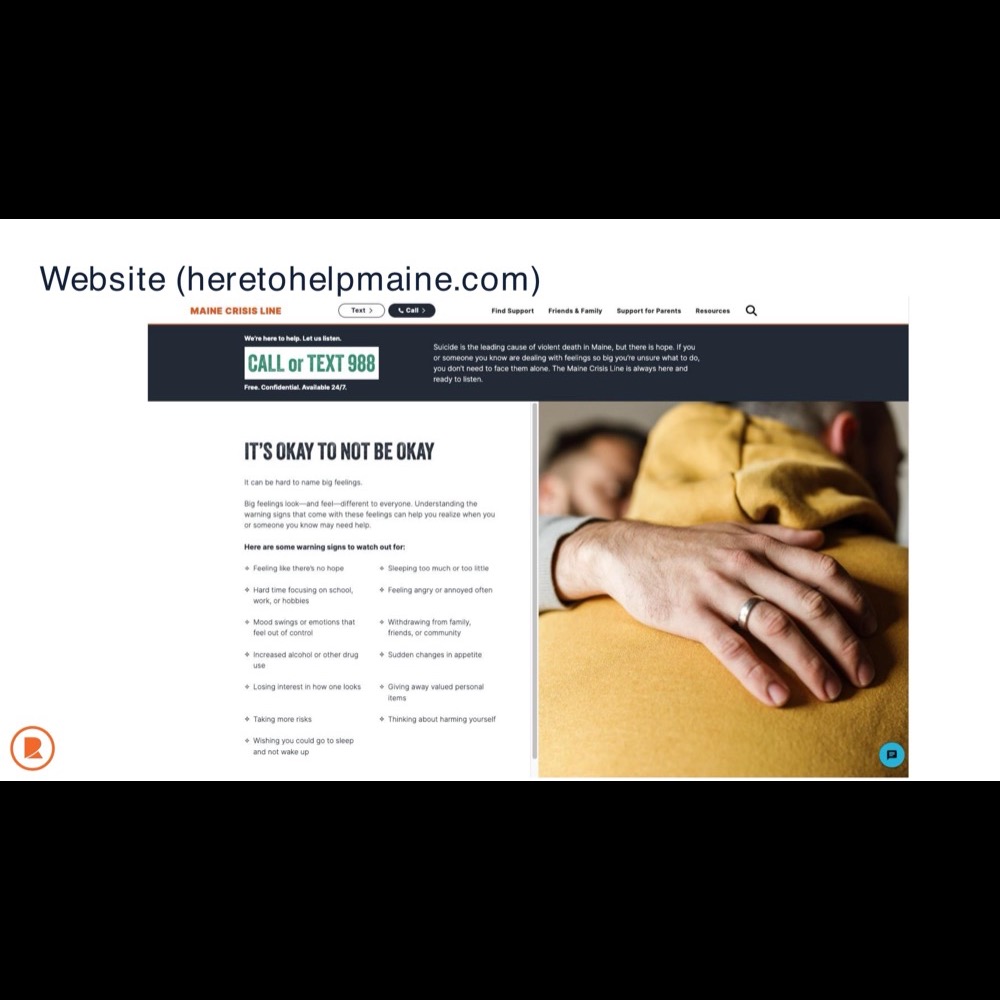 Website (heretohelpmaine.com)
MAINE CRISIS LINE
Text >
Call >
Find Support
Friends & Family
Support for Parents
Resources
We're here to help. Let us listen.
CALL or TEXT 988
Free. Confidential. Available 24/7.
Suicide is the leading cause of violent death in Maine, but there is hope. If you
or someone you know are dealing with feelings so big you're unsure what to do,
you don't need to face them alone. The Maine Crisis Line is always here and
ready to listen.
IT'S OKAY TO NOT BE OKAY
It can be hard to name big feelings.
Big feelings look—and feel—different to everyone. Understanding the
warning signs that come with these feelings can help you realize when you
or someone you know may need help.
Here are some warning signs to watch out for:
Feeling like there's no hope
Sleeping too much or too little
Hard time focusing on school,
work, or hobbies
Feeling angry or annoyed often
Mood swings or emotions that
feel out of control
Withdrawing from family,
friends, or community
Increased alcohol or other drug
use
Sudden changes in appetite
Losing interest in how one looks
Giving away valued personal
items
Taking more risks
Thinking about harming yourself
Wishing you could go to sleep
and not wake up